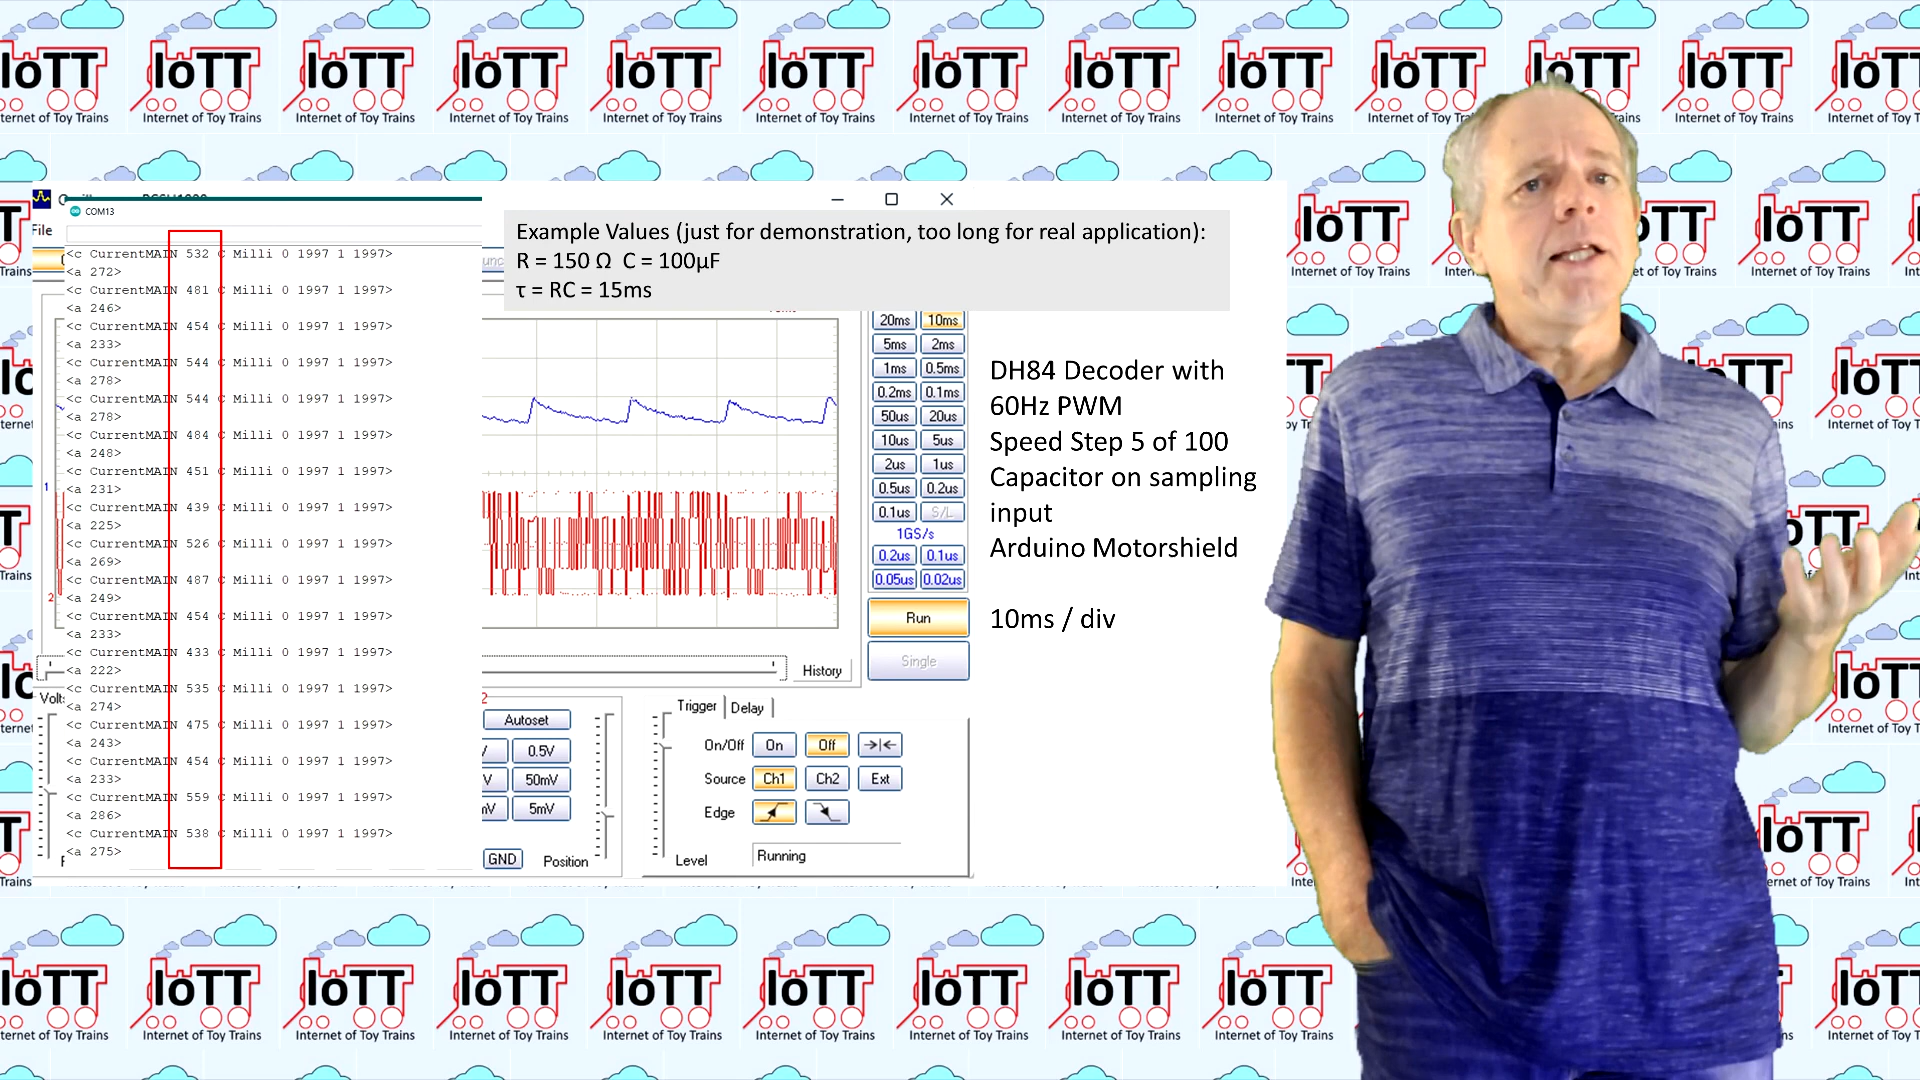 IoTT
Internet of Toy Trains
COM13
File
<c CurrentMAIN 532 C Milli 0 1997 1 1997>
<a 272>
<c CurrentMAIN 481 C Milli 0 1997 1 1997>
<a 246>
<c CurrentMAIN 454 C Milli 0 1997 1 1997>
<a 233>
<c CurrentMAIN 544 C Milli 0 1997 1 1997>
<a 278>
<c CurrentMAIN 544 C Milli 0 1997 1 1997>
<a 278>
<c CurrentMAIN 484 C Milli 0 1997 1 1997>
<a 248>
<c CurrentMAIN 451 C Milli 0 1997 1 1997>
<a 231>
<c CurrentMAIN 439 C Milli 0 1997 1 1997>
<a 225>
<c CurrentMAIN 526 C Milli 0 1997 1 1997>
<a 269>
<c CurrentMAIN 487 C Milli 0 1997 1 1997>
<a 249>
<c CurrentMAIN 454 C Milli 0 1997 1 1997>
<a 233>
<c CurrentMAIN 433 C Milli 0 1997 1 1997>
<a 222>
<c CurrentMAIN 535 C Milli 0 1997 1 1997>
<a 274>
<c CurrentMAIN 475 C Milli 0 1997 1 1997>
<a 243>
<c CurrentMAIN 454 C Milli 0 1997 1 1997>
<a 233>
<c CurrentMAIN 559 C Milli 0 1997 1 1997>
<a 286>
<c CurrentMAIN 538 C Milli 0 1997 1 1997>
<a 275>
Example Values (just for demonstration, too long for real application):
R = 150 Ω C = 100µF
τ = RC = 15ms
20ms 10ms
5ms 2ms
1ms 0.5ms
0.2ms 0.1ms
50us 20us
10us 5us
2us 1us
0.5us 0.2us
0.1us S/L
1GS/s
0.2us 0.1us
0.05us 0.02us
Run
Single
History
1
2
DH84 Decoder with
60Hz PWM
Speed Step 5 of 100
Capacitor on sampling
input
Arduino Motorshield
10ms / div
2
Autoset
0.5V
50mV
5mV
GND Position
Trigger Delay
On/Off On Off
Source Ch1 Ch2 Ext
Edge
Level Running